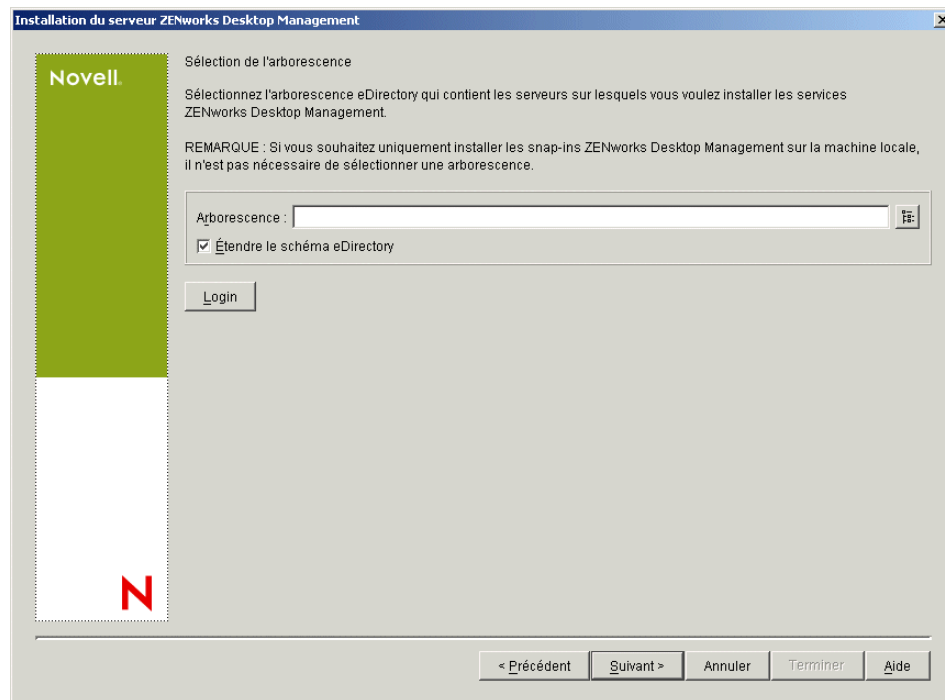 Installation du serveur ZENworks Desktop Management
Novell.
Sélection de l'arborescence
Sélectionnez l'arborescence eDirectory qui contient les serveurs sur lesquels vous voulez installer les services
ZENworks Desktop Management.
REMARQUE : Si vous souhaitez uniquement installer les snap-ins ZENworks Desktop Management sur la machine locale,
il n'est pas nécessaire de sélectionner une arborescence.
Arborescence :
Étendre le schéma eDirectory
Login
N
< Précédent Suivant > Annuler Terminer Aide